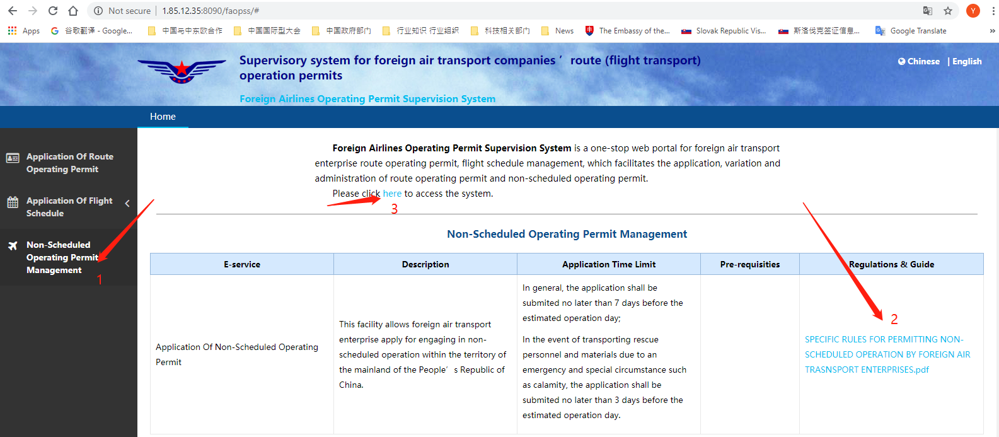 Not secure | 1.85.12.35:8090/faopss/#
Apps 谷歌翻译 - Google... 中国与中东欧合作 中国国际型大会 中国政府部门 行业知识 行业组织 科技相关部门 News The Embassy of the... Slovak Republic Vis... 斯洛伐克签证信息... Google Translate »
Supervisory system for foreign air transport companies ’ route (flight transport)
operation permits
Chinese | English
Foreign Airlines Operating Permit Supervision System
Home
Application Of Route
Operating Permit
Application Of Flight
Schedule
Non-Scheduled
Operating Permit
Management
1
Foreign Airlines Operating Permit Supervision System is a one-stop web portal for foreign air transport
enterprise route operating permit, flight schedule management, which facilitates the application, variation and
administration of route operating permit and non-scheduled operating permit.
Please click here to access the system.
3
Non-Scheduled Operating Permit Management
E-service Description Application Time Limit Pre-requisities Regulations & Guide
Application Of Non-Scheduled Operating
Permit
This facility allows foreign air transport
enterprise apply for engaging in non-
scheduled operation within the territory of
the mainland of the People’s Republic of
China.
In general, the application shall be
submited no later than 7 days before the
estimated operation day;
In the event of transporting rescue
personnel and materials due to an
emergency and special circumstance such
as calamity, the application shall be
submited no later than 3 days before the
estimated operation day.
2
SPECIFIC RULES FOR PERMITTING NON-
SCHEDULED OPERATION BY FOREIGN AIR
TRASNSPORT ENTERPRISES.pdf
Y